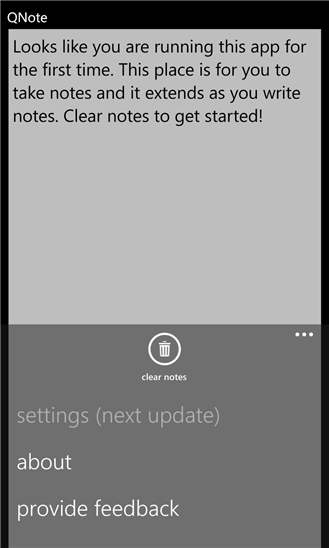 QNote
Looks like you are running this app for
the first time. This place is for you to
take notes and it extends as you write
notes. Clear notes to get started!
clear notes
settings (next update)
about
provide feedback